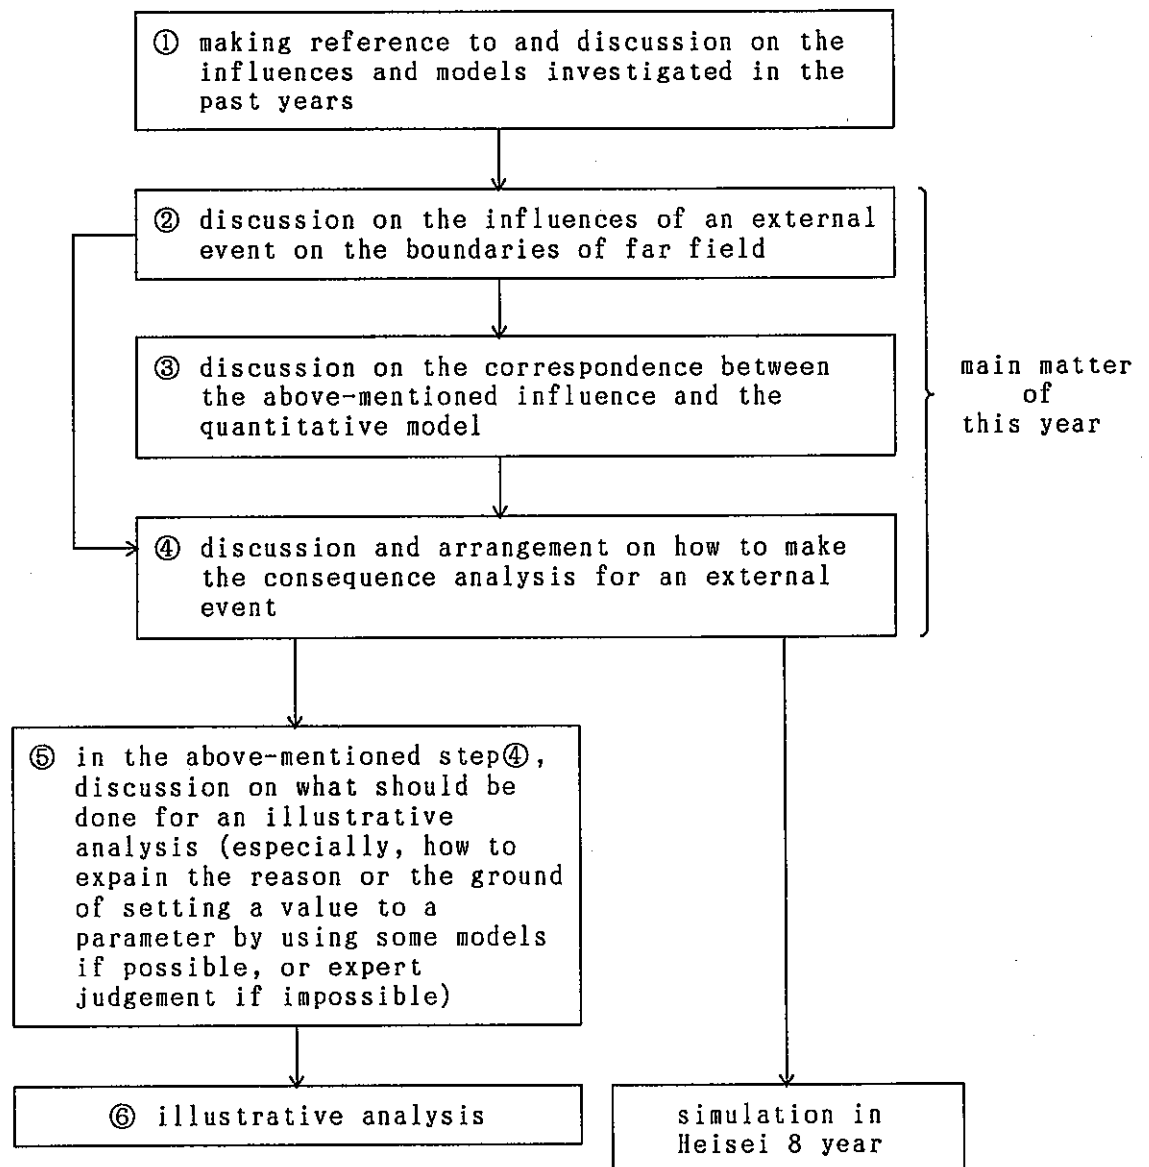 ① making reference to and discussion on the
influences and models investigated in the
past years
② discussion on the influences of an external
event on the boundaries of far field
③ discussion on the correspondence between
the above-mentioned influence and the
quantitative model
main matter
of
this year
④ discussion and arrangement on how to make
the consequence analysis for an external
event
⑤ in the above-mentioned step④,
discussion on what should be
done for an illustrative
analysis (especially, how to
expain the reason or the ground
of setting a value to a
parameter by using some models
if possible, or expert
judgement if impossible)
⑥ illustrative analysis
simulation in
Heisei 8 year